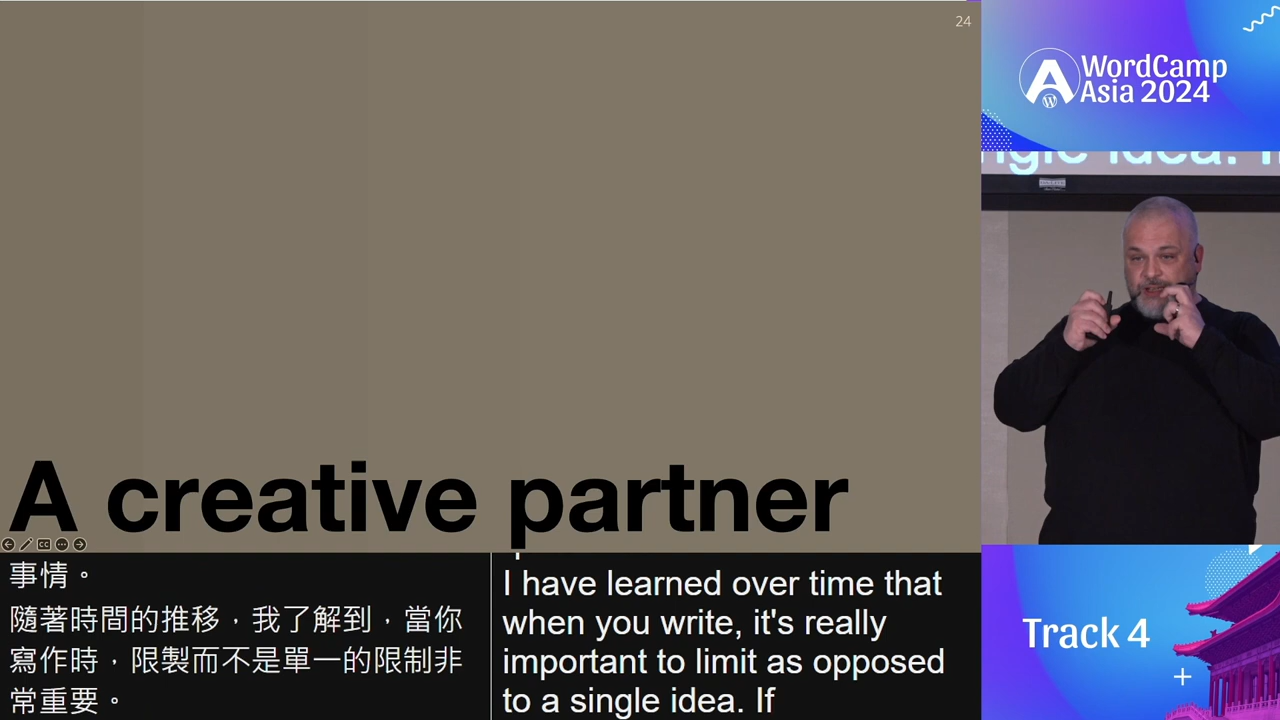 24
A creative partner
事情。
隨著時間的推移，我了解到，當你
寫作時，限製而不是單一的限制非
常重要。
I have learned over time that
when you write, it's really
important to limit as opposed
to a single idea. If
WordCamp
Asia 2024
idea.
Track 4